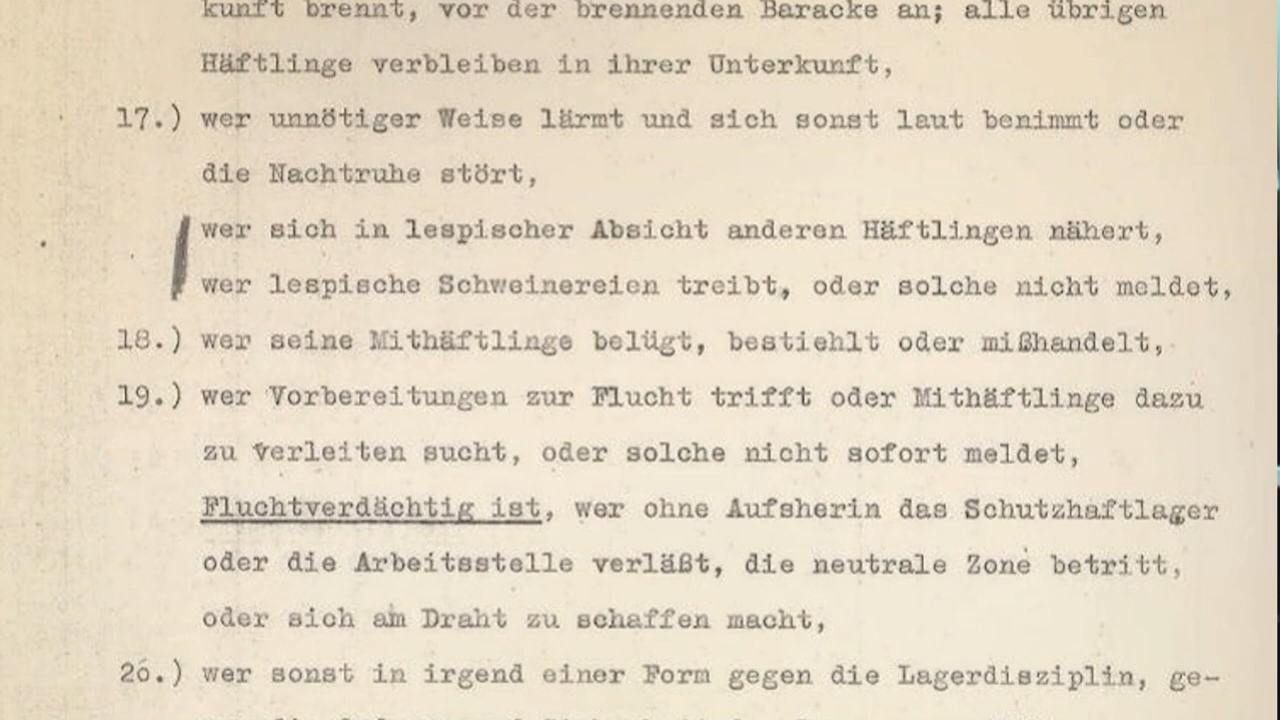 kunft brennt, vor der brennenden Baracke an; alle übrigen
Häftlinge verbleiben in ihrer Unterkunft,
17.) wer unnötiger Weise lärmt und sich sonst laut benimmt oder
die Nachtruhe stört,
wer sich in lespischer Absicht anderen Häftlingen nähert,
wer lespische Schweinereien treibt, oder solche nicht meldet,
18.) wer seine Mithäftlinge belügt, bestiehlt oder mißhandelt,
19.) wer Vorbereitungen zur Flucht trifft oder Mithäftlinge dazu
zu verleiten sucht, oder solche nicht sofort meldet,
Fluchtverdächtig ist, wer ohne Aufsherin das Schutzhaftlager
oder die Arbeitsstelle verläßt, die neutrale Zone betritt,
oder sich am Draht zu schaffen macht,
26.) wer sonst in irgend einer Form gegen die Lagerdisziplin, ge-